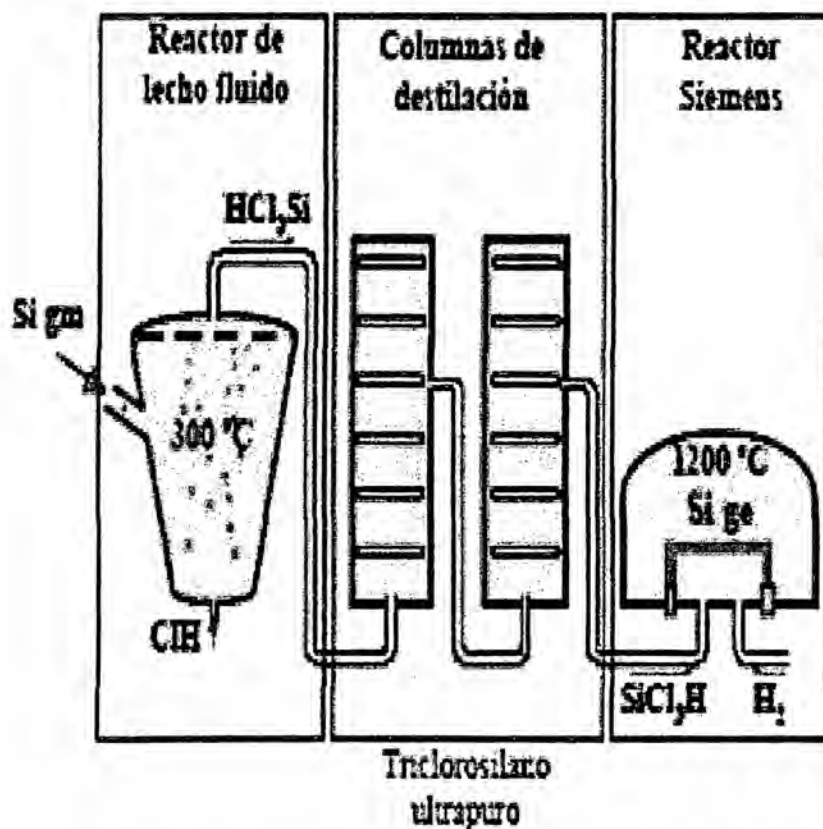 Reactor de
lecho fluido
Columnas de
destilación
Reactor
Siemens
HCl₃Si
Si gm
300 °C
ClH
1200 °C
Si ge
SiCl₃H
H₂
Triclorosilano
ultrapuro